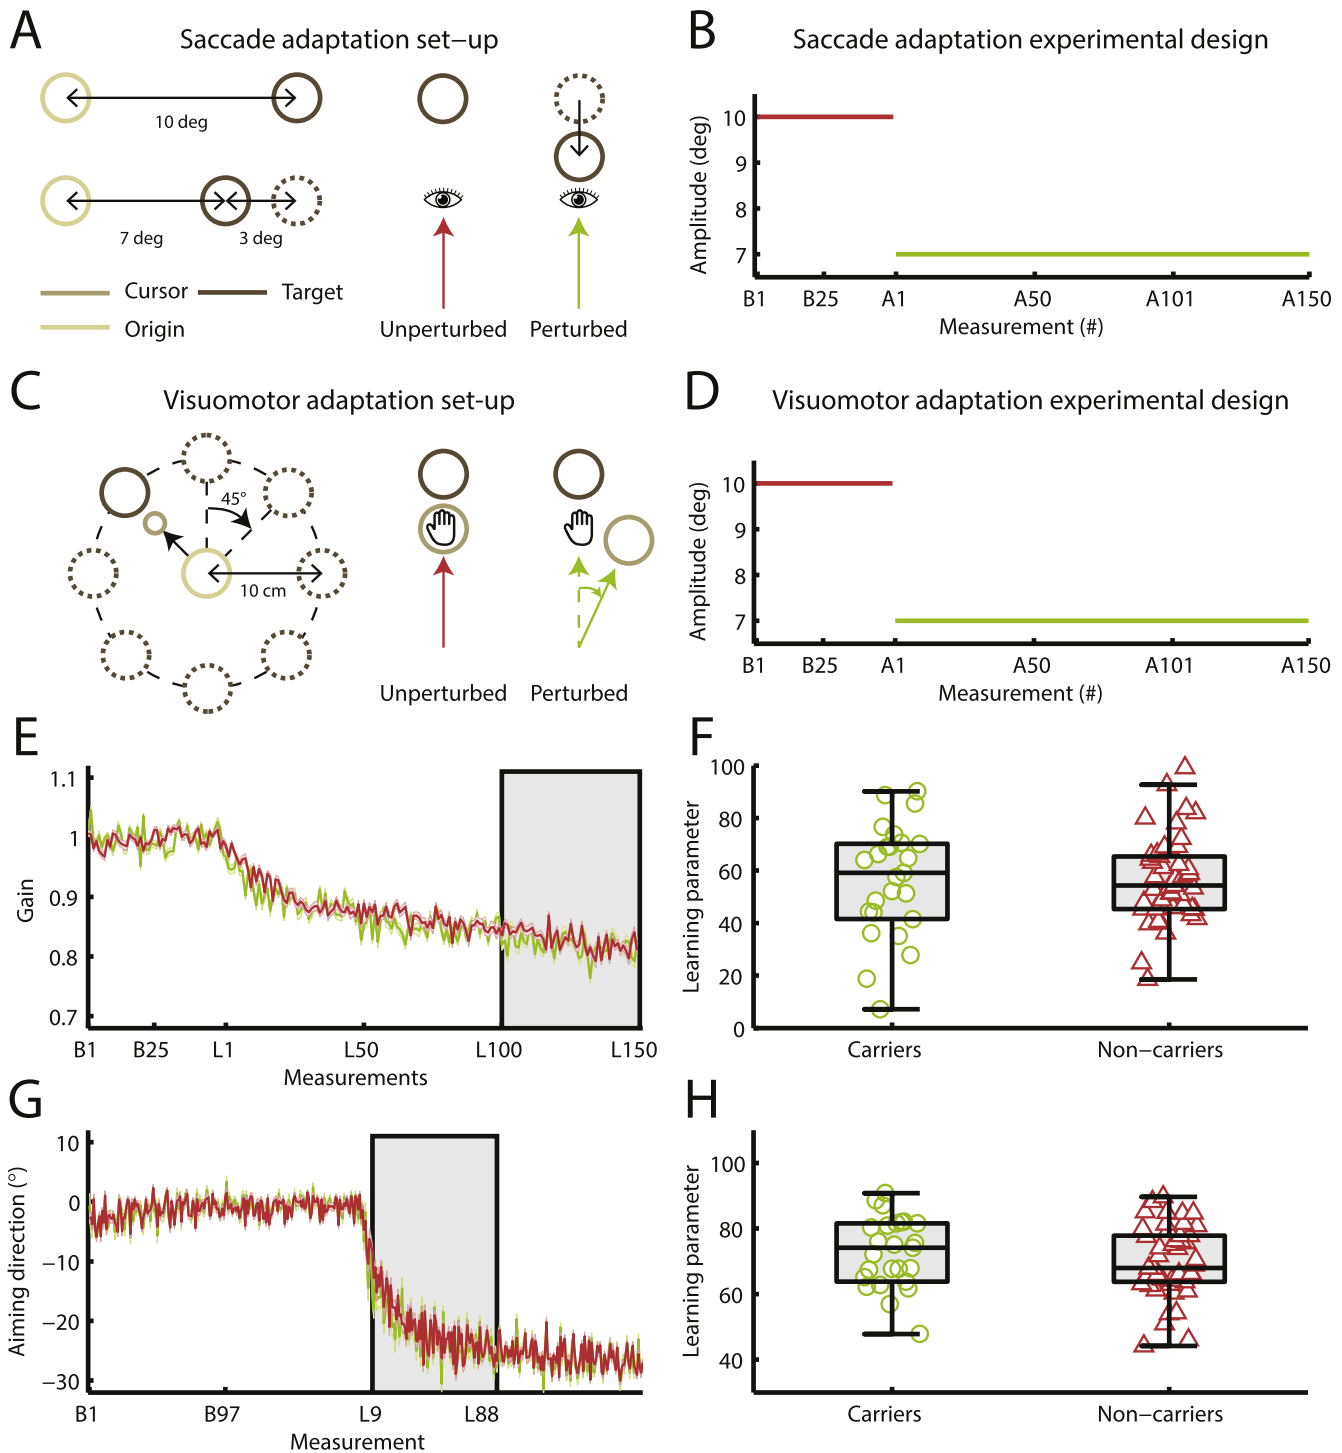 A
Saccade adaptation set−up
10 deg
7 deg
3 deg
Cursor
Target
Origin
Unperturbed
Perturbed
B
Saccade adaptation experimental design
Amplitude (deg)
10
9
8
7
B1
B25
A1
A50
A101
A150
Measurement (#)
C
Visuomotor adaptation set-up
45°
10 cm
Unperturbed
Perturbed
D
Visuomotor adaptation experimental design
Amplitude (deg)
10
9
8
7
B1
B25
A1
A50
A101
A150
Measurement (#)
E
Gain
1.1
1
0.9
0.8
0.7
B1
B25
L1
L50
L100
L150
Measurements
F
Learning parameter
100
80
60
40
20
0
Carriers
Non−carriers
G
Aiming direction (°)
10
0
−10
−20
−30
B1
B97
L9
L88
Measurement
H
Learning parameter
100
80
60
40
Carriers
Non−carriers